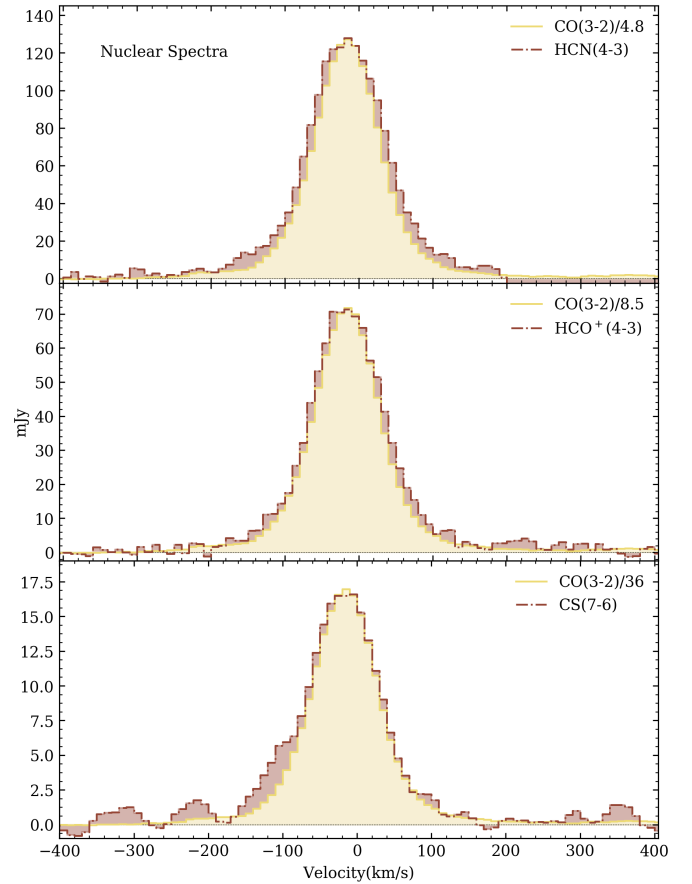 140
120
100
80
60
40
20
0
Nuclear Spectra
CO(3-2)/4.8
HCN(4-3)
70
60
50
40
30
20
10
0
mJy
CO(3-2)/8.5
HCO⁺(4-3)
17.5
15.0
12.5
10.0
7.5
5.0
2.5
0.0
CO(3-2)/36
CS(7-6)
−400 −300 −200 −100 0 100 200 300 400
Velocity(km/s)